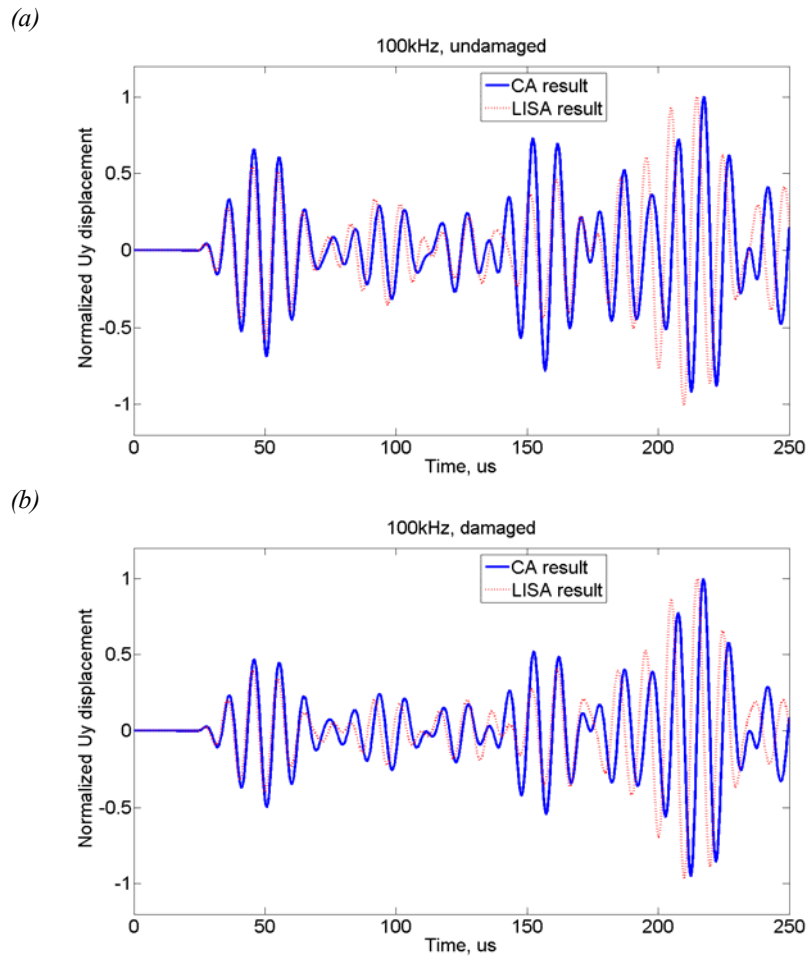 (a)
100kHz, undamaged
CA result
LISA result
Normalized Uy displacement
1
0.5
0
-0.5
-1
0 50 100 150 200 250
Time, us
(b)
100kHz, damaged
CA result
LISA result
Normalized Uy displacement
1
0.5
0
-0.5
-1
0 50 100 150 200 250
Time, us